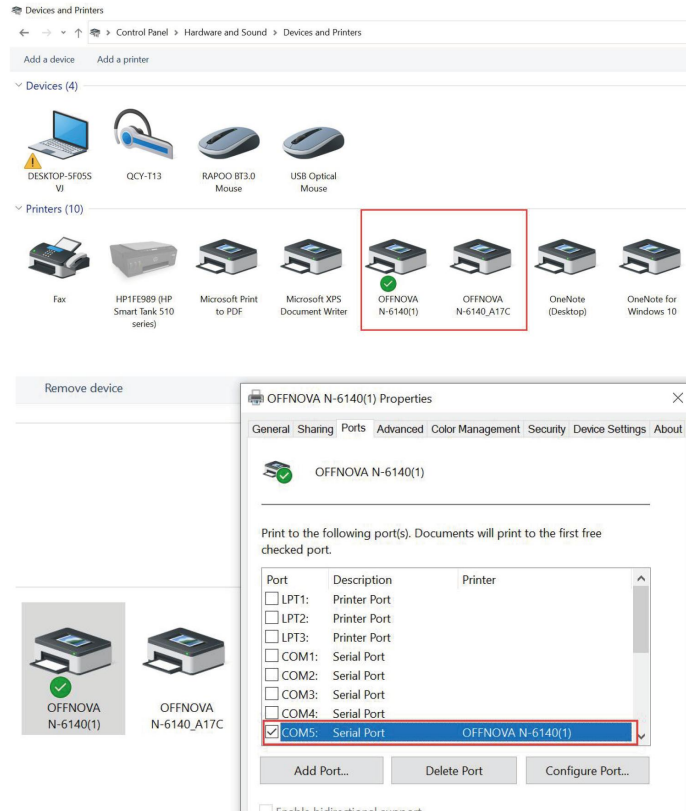 Devices and Printers
Control Panel > Hardware and Sound > Devices and Printers
Add a device Add a printer
Devices (4)
DESKTOP-5F05S
VJ
QCY-T13
RAPOO BT3.0
Mouse
USB Optical
Mouse
Printers (10)
Fax
HP1FE989 (HP
Smart Tank 510
series)
Microsoft Print
to PDF
Microsoft XPS
Document Writer
OFFNOVA
N-6140(1)
OFFNOVA
N-6140_A17C
OneNote
(Desktop)
OneNote for
Windows 10
Remove device
OFFNOVA
N-6140(1)
OFFNOVA
N-6140_A17C
OFFNOVA N-6140(1) Properties
General Sharing Ports Advanced Color Management Security Device Settings About
OFFNOVA N-6140(1)
Print to the following port(s). Documents will print to the first free
checked port.
Port Description Printer
LPT1: Printer Port
LPT2: Printer Port
LPT3: Printer Port
COM1: Serial Port
COM2: Serial Port
COM3: Serial Port
COM4: Serial Port
COM5: Serial Port OFFNOVA N-6140(1)
Add Port... Delete Port Configure Port...
Enable bidirectional support